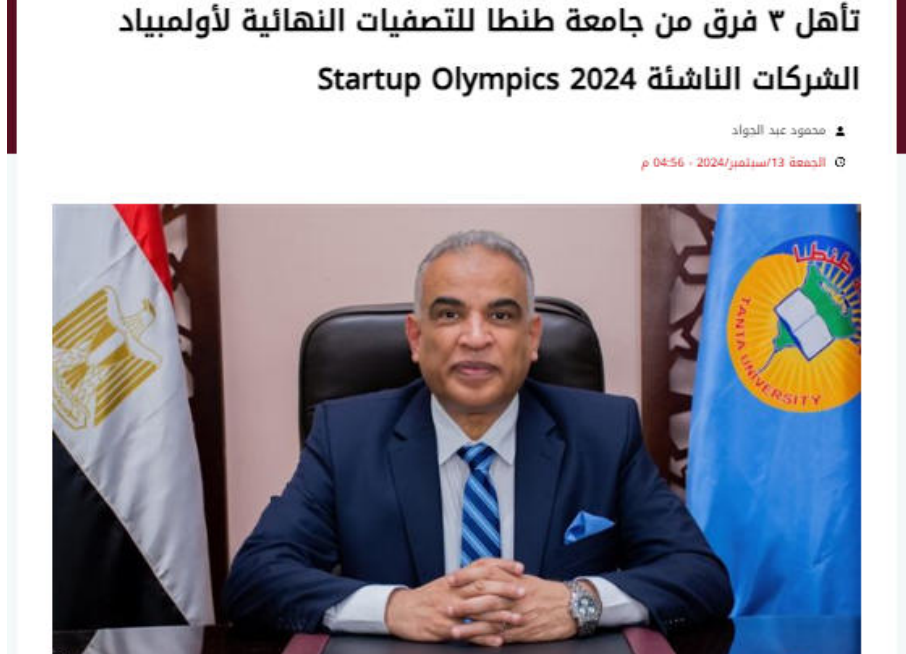 تأهل ٣ فرق من جامعة طنطا للتصفيات النهائية لأولمبياد
الشركات الناشئة Startup Olympics 2024
محمود عبد الجواد
الجمعة 13/سبتمبر/2024 - 04:56 م
طنطا
TANTA UNIVERSITY